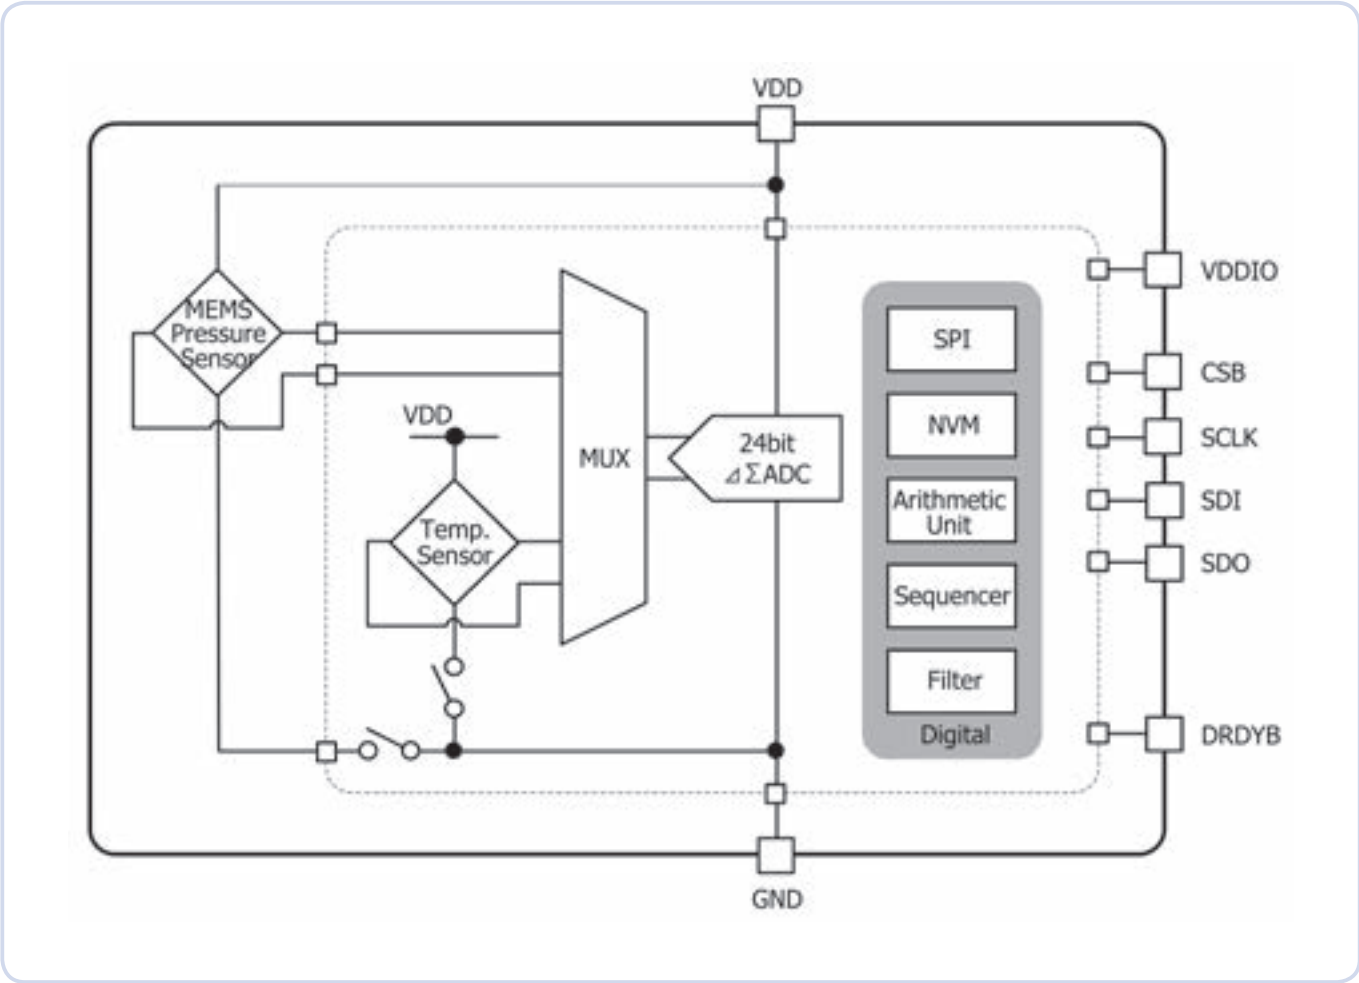 VDD
MEMS
Pressure
Sensor
VDD
Temp.
Sensor
MUX
24bit
⊿ΣADC
SPI
NVM
Arithmetic
Unit
Sequencer
Filter
Digital
VDDIO
CSB
SCLK
SDI
SDO
DRDYB
GND